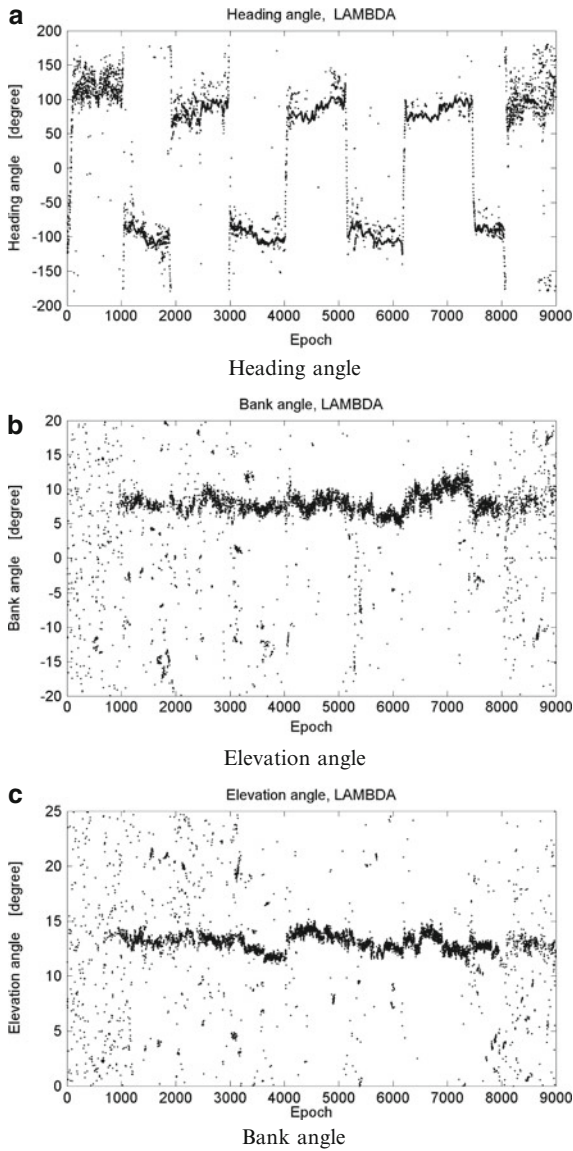 a
Heading angle, LAMBDA
200
150
100
50
0
-50
-100
-150
-200
Heading angle [degree]
0 1000 2000 3000 4000 5000 6000 7000 8000 9000
Epoch
Heading angle
b
Bank angle, LAMBDA
20
15
10
5
0
-5
-10
-15
-20
Bank angle [degree]
0 1000 2000 3000 4000 5000 6000 7000 8000 9000
Epoch
Elevation angle
c
Elevation angle, LAMBDA
25
20
15
10
5
0
Elevation angle [degree]
0 1000 2000 3000 4000 5000 6000 7000 8000 9000
Epoch
Bank angle